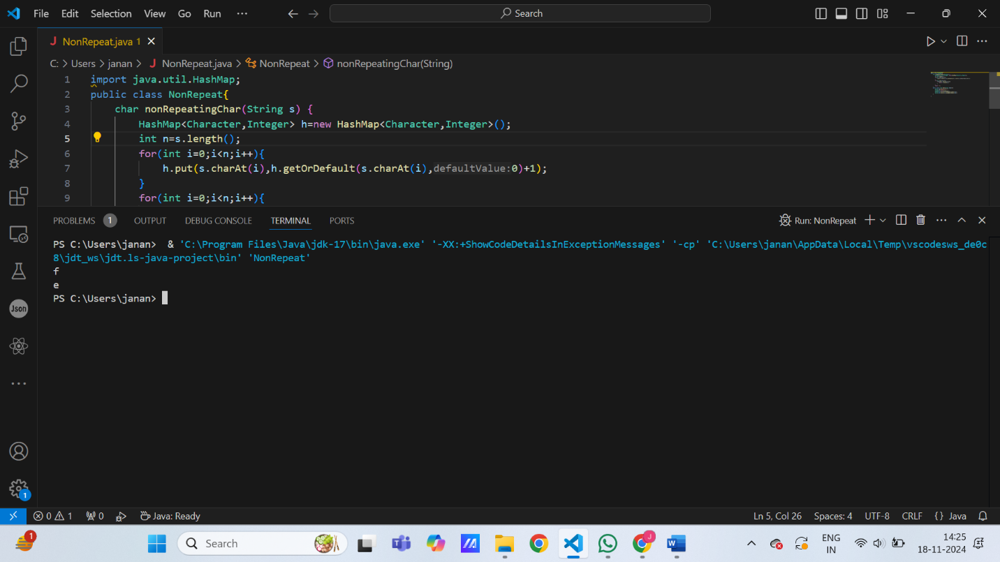 File Edit Selection View Go Run ··· Search
J NonRepeat.java 1
C: > Users > janan > J NonRepeat.java > NonRepeat > nonRepeatingChar(String)
1 import java.util.HashMap;
2 public class NonRepeat{
3 char nonRepeatingChar(String s) {
4 HashMap<Character,Integer> h=new HashMap<Character,Integer>();
5 int n=s.length();
6 for(int i=0;i<n;i++){
7 h.put(s.charAt(i),h.getOrDefault(s.charAt(i),defaultValue:0)+1);
8 }
9 for(int i=0;i<n;i++){
PROBLEMS 1 OUTPUT DEBUG CONSOLE TERMINAL PORTS Run: NonRepeat
PS C:\Users\janan> & 'C:\Program Files\Java\jdk-17\bin\java.exe' '-XX:+ShowCodeDetailsInExceptionMessages' '-cp' 'C:\Users\janan\AppData\Local\Temp\vscodesws_de0c
8\jdt_ws\jdt.ls-java-project\bin' 'NonRepeat'
f
e
PS C:\Users\janan>
Json
1
0 1 0 Java: Ready Ln 5, Col 26 Spaces: 4 UTF-8 CRLF {} Java
1 Search J ENG 14:25
IN 18-11-2024